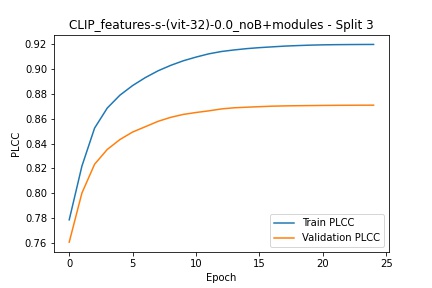 CLIP_features-s-(vit-32)-0.0_noB+modules - Split 3
PLCC
0.92
0.90
0.88
0.86
0.84
0.82
0.80
0.78
0.76
Train PLCC
Validation PLCC
0 5 10 15 20 25
Epoch